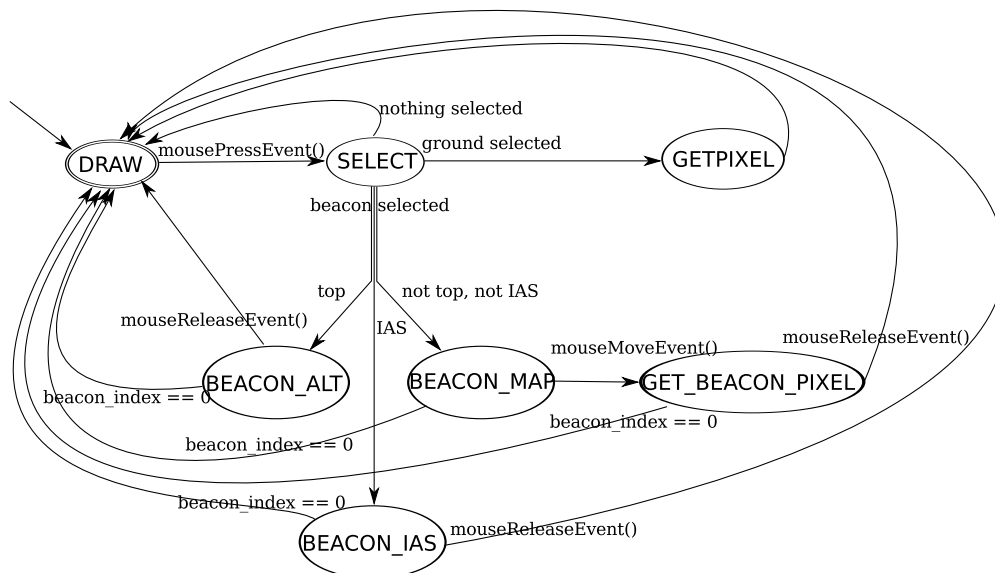 nothing selected
ground selected
mousePressEvent()
DRAW
SELECT
GETPIXEL
beacon selected
top
not top, not IAS
mouseReleaseEvent()
IAS
mouseReleaseEvent()
mouseMoveEvent()
BEACON_ALT
BEACON_MAP
GET_BEACON_PIXEL
beacon_index == 0
beacon_index == 0
beacon_index == 0
beacon_index == 0
mouseReleaseEvent()
BEACON_IAS